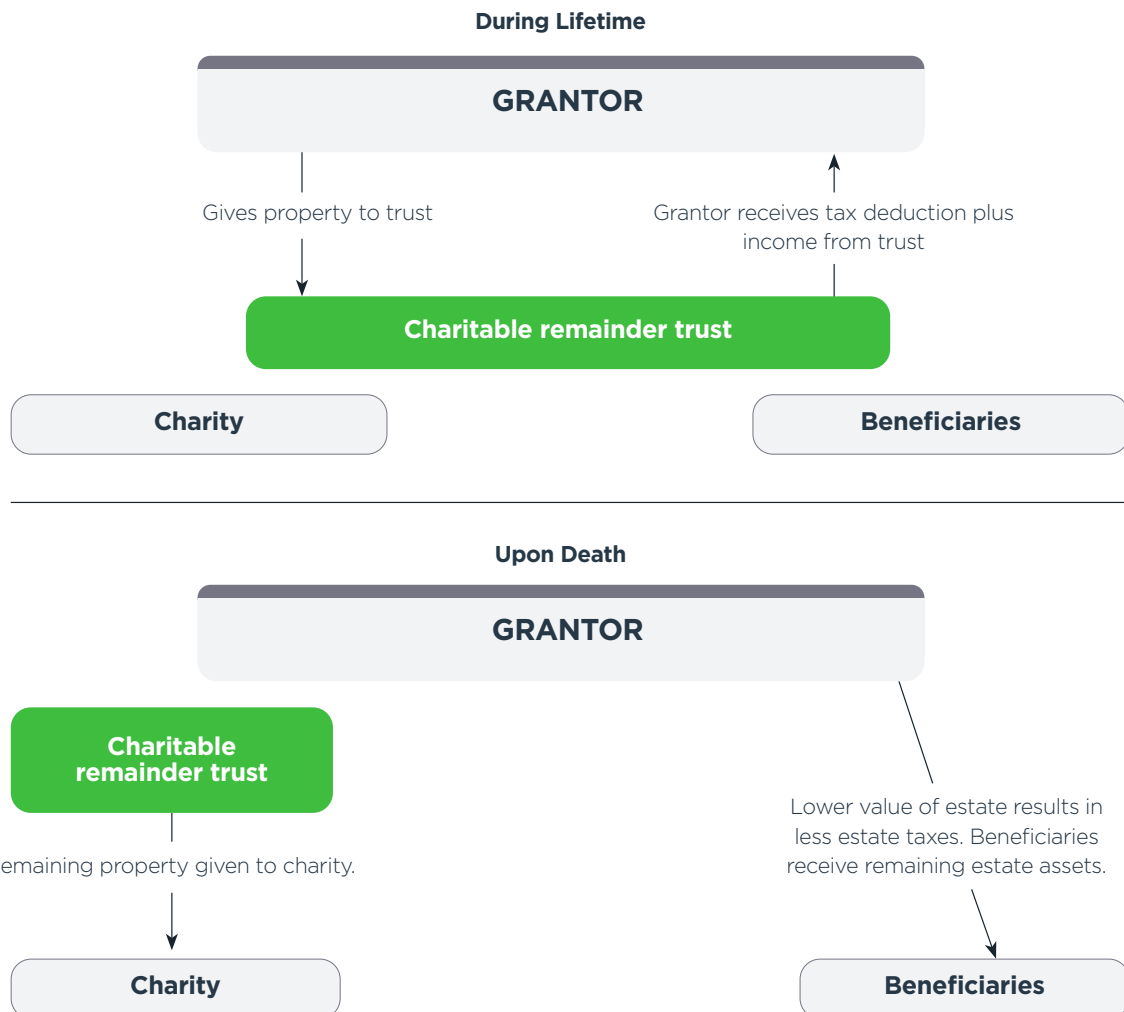 During Lifetime
GRANTOR
Gives property to trust
Grantor receives tax deduction plus
income from trust
Charitable remainder trust
Charity
Beneficiaries
Upon Death
GRANTOR
Charitable
remainder trust
emaining property given to charity.
Lower value of estate results in
less estate taxes. Beneficiaries
receive remaining estate assets.
Charity
Beneficiaries